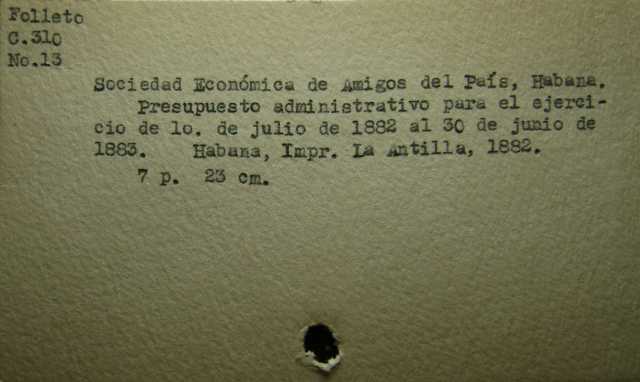 Folleto
C.310
No.13
Sociedad Económica de Amigos del País, Habana.
Presupuesto administrativo para el ejerci-
cio de 1o. de julio de 1882 al 30 de junio de
1883. Habana, Impr. La Antilla, 1882.
7 p. 23 cm.